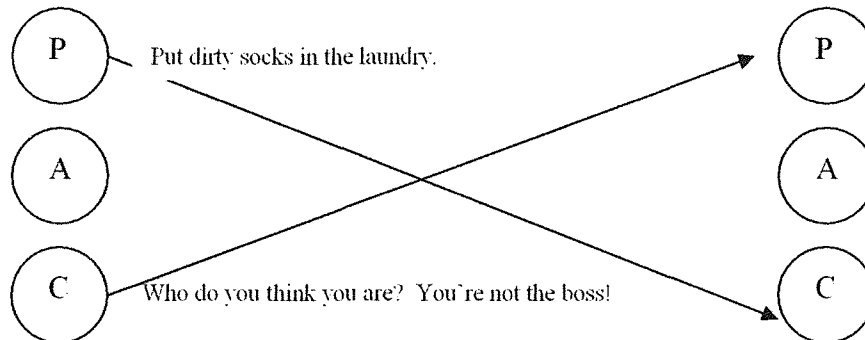 P Put dirty socks in the laundry. P
A A
C Who do you think you are? You`re not the boss! C